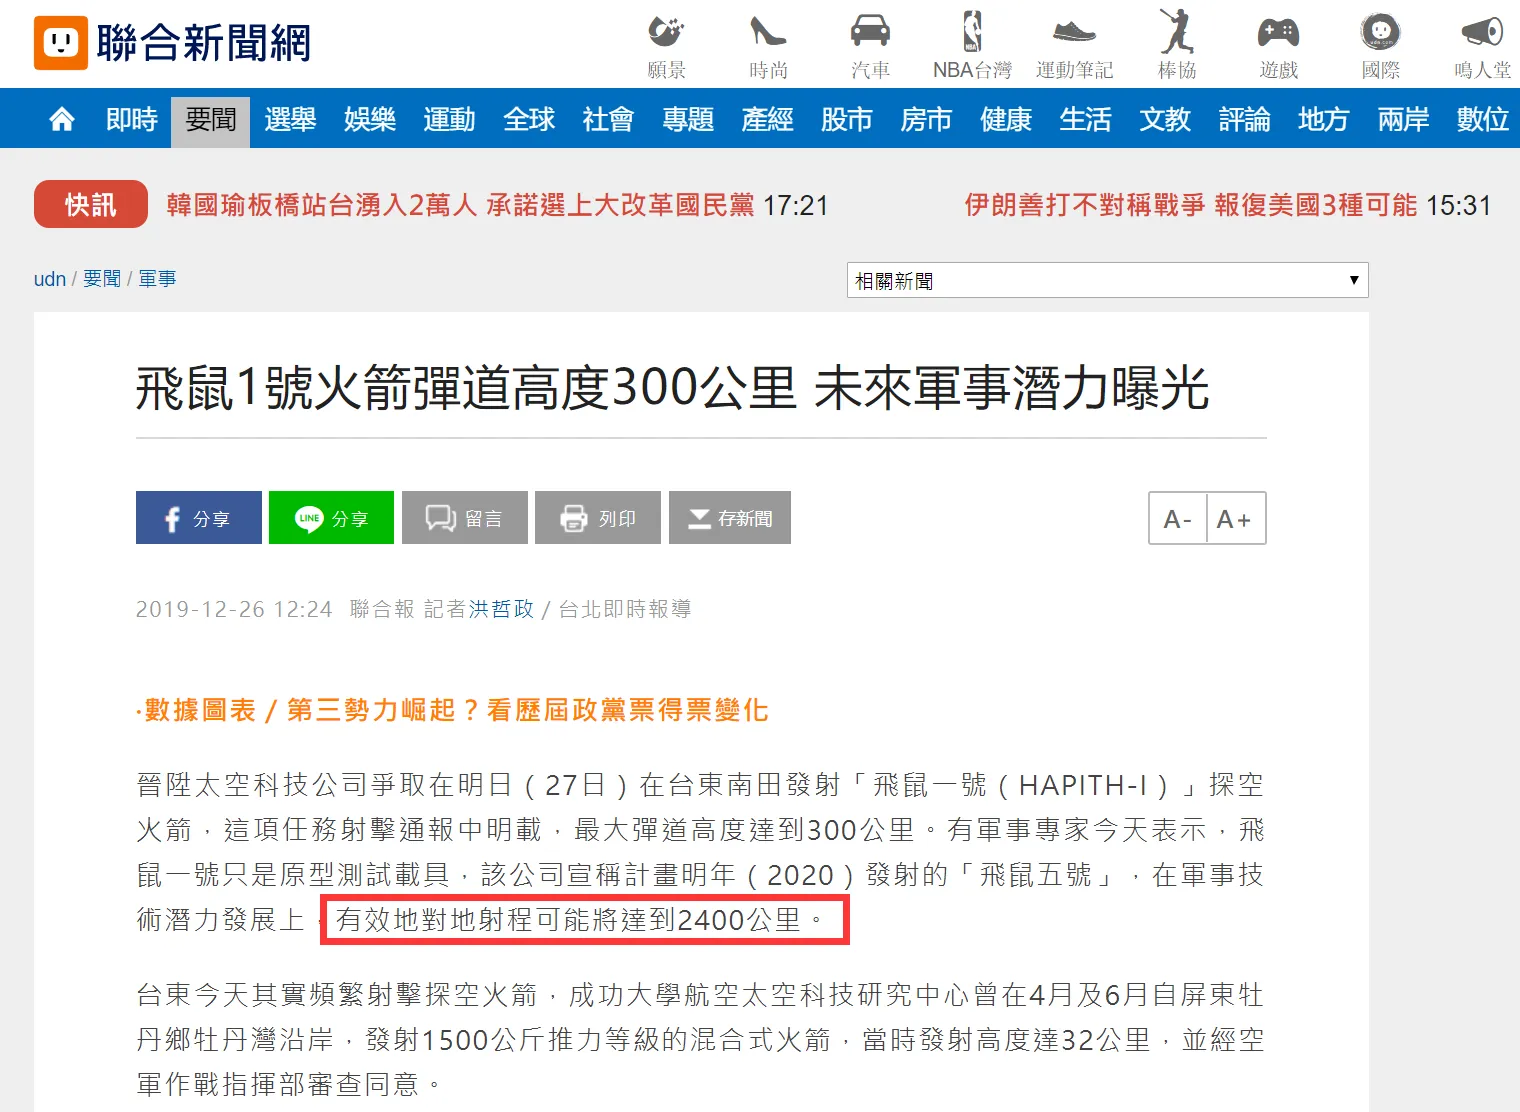 聯合新聞網
願景 時尚 汽車 NBA台灣 運動筆記 棒協 遊戲 國際 鳴人堂
即時 要聞 選舉 娛樂 運動 全球 社會 專題 產經 股市 房市 健康 生活 文教 評論 地方 兩岸 數位
快訊 韓國瑜板橋站台湧入2萬人 承諾選上大改革國民黨 17:21 伊朗善打不對稱戰爭 報復美國3種可能 15:31
udn / 要聞 / 軍事
相關新聞
飛鼠1號火箭彈道高度300公里 未來軍事潛力曝光
分享 LINE 分享 留言 列印 存新聞 A- A+
2019-12-26 12:24 聯合報 記者洪哲政 / 台北即時報導
·數據圖表 / 第三勢力崛起？看歷屆政黨票得票變化
晉陞太空科技公司爭取在明日（27日）在台東南田發射「飛鼠一號（HAPITH-I）」探空
火箭，這項任務射擊通報中明載，最大彈道高度達到300公里。有軍事專家今天表示，飛
鼠一號只是原型測試載具，該公司宣稱計畫明年（2020）發射的「飛鼠五號」，在軍事技
術潛力發展上，有效地對地射程可能將達到2400公里。
台東今天其實頻繁射擊探空火箭，成功大學航空太空科技研究中心曾在4月及6月自屏東牡
丹鄉牡丹灣沿岸，發射1500公斤推力等級的混合式火箭，當時發射高度達32公里，並經空
軍作戰指揮部審查同意。